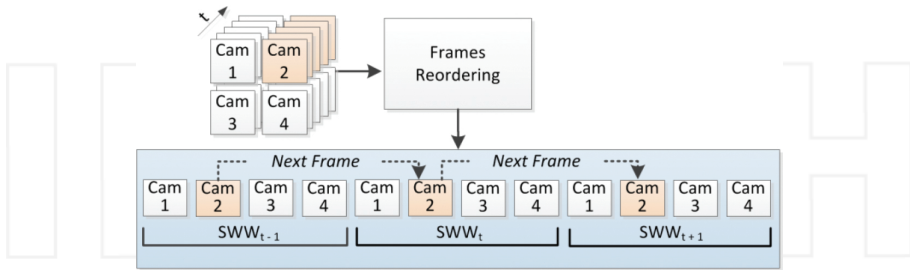 t
Cam 1
Cam 2
Cam 3
Cam 4
Frames
Reordering
Next Frame
Next Frame
Cam 1
Cam 2
Cam 3
Cam 4
Cam 1
Cam 2
Cam 3
Cam 4
Cam 1
Cam 2
Cam 3
Cam 4
SWWt - 1
SWWt
SWWt + 1